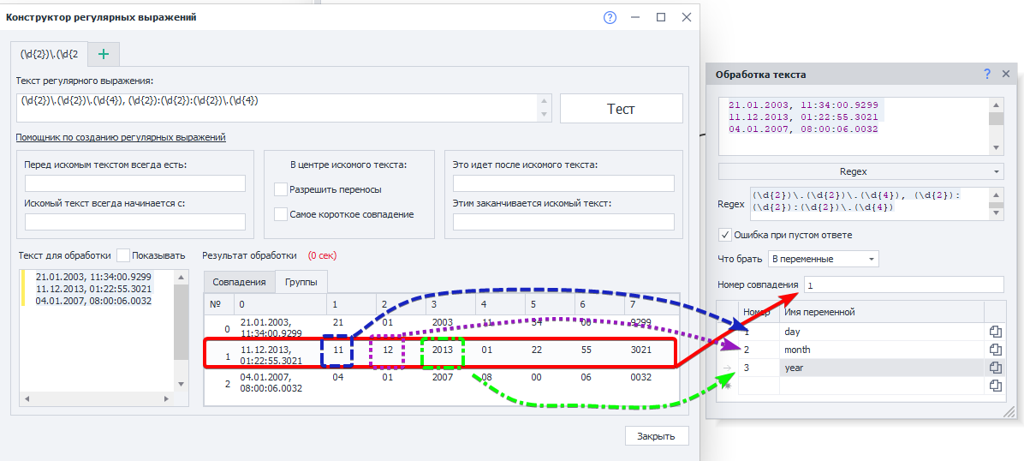 Конструктор регулярных выражений
(\d{2})\.(\d{2
Текст регулярного выражения:
(\d{2})\.(\d{2})\.(\d{4}), (\d{2}):(\d{2}):(\d{2})\.(\d{4})
Тест
Помощник по созданию регулярных выражений
Перед искомым текстом всегда есть:
Искомый текст всегда начинается с:
В центре искомого текста:
Разрешить переносы
Самое короткое совпадение
Это идет после искомого текста:
Этим заканчивается искомый текст:
Текст для обработки
Показывать
21.01.2003, 11:34:00.9299
11.12.2013, 01:22:55.3021
04.01.2007, 08:00:06.0032
Результат обработки (0 сек)
Совпадения Группы
№ 0 1 2 3 4 5 6 7
0 21.01.2003, 21 01 2003 11 34 00 9299
11:34:00.9299
1 11.12.2013, 11 12 2013 01 22 55 3021
01:22:55.3021
2 04.01.2007, 04 01 2007 08 00 06 0032
08:00:06.0032
Закрыть
Обработка текста
21.01.2003, 11:34:00.9299
11.12.2013, 01:22:55.3021
04.01.2007, 08:00:06.0032
Regex
Regex
(\d{2})\.(\d{2})\.(\d{4}), (\d{2}):
(\d{2}):(\d{2})\.(\d{4})
Ошибка при пустом ответе
Что брать В переменные
Номер совпадения 1
Номер Имя переменной
1 day
2 month
3 year